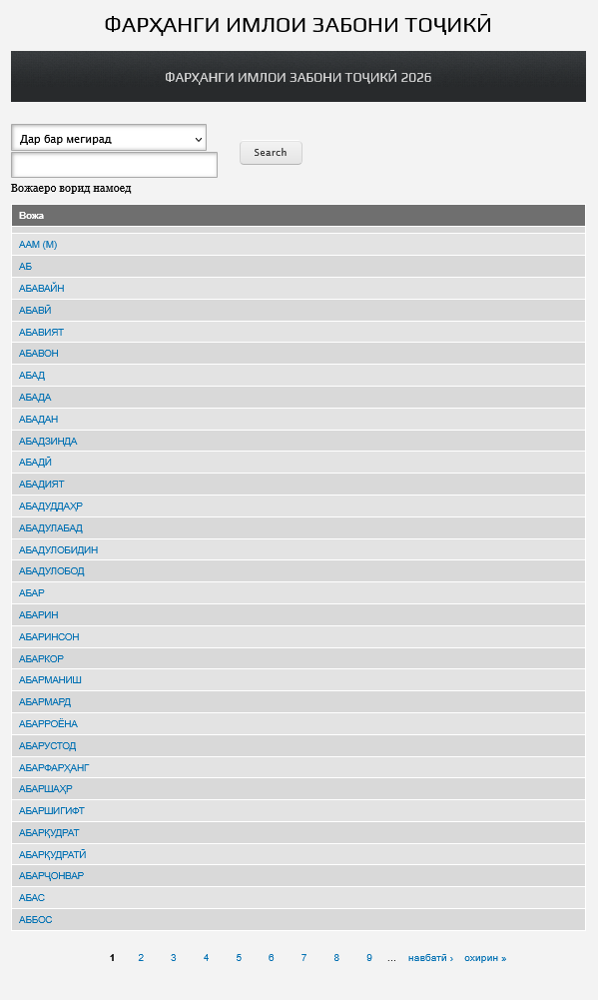 ФАРҲАНГИ ИМЛОИ ЗАБОНИ ТОҶИКӢ
ФАРҲАНГИ ИМЛОИ ЗАБОНИ ТОҶИКӢ 2026
Дар бар мегирад
Search
Вожаеро ворид намоед
Вожа
ААМ (М)
АБ
АБАВАЙН
АБАВӢ
АБАВИЯТ
АБАВОН
АБАД
АБАДА
АБАДАН
АБАДЗИНДА
АБАДӢ
АБАДИЯТ
АБАДУДДАҲР
АБАДУЛАБАД
АБАДУЛОБИДИН
АБАДУЛОБОД
АБАР
АБАРИН
АБАРИНСОН
АБАРКОР
АБАРМАНИШ
АБАРМАРД
АБАРРОЁНА
АБАРУСТОД
АБАРФАРҲАНГ
АБАРШАҲР
АБАРШИГИФТ
АБАРҚУДРАТ
АБАРҚУДРАТӢ
АБАРҶОНВАР
АБАС
АББОС
1 2 3 4 5 6 7 8 9 … навбатӣ › охирин »